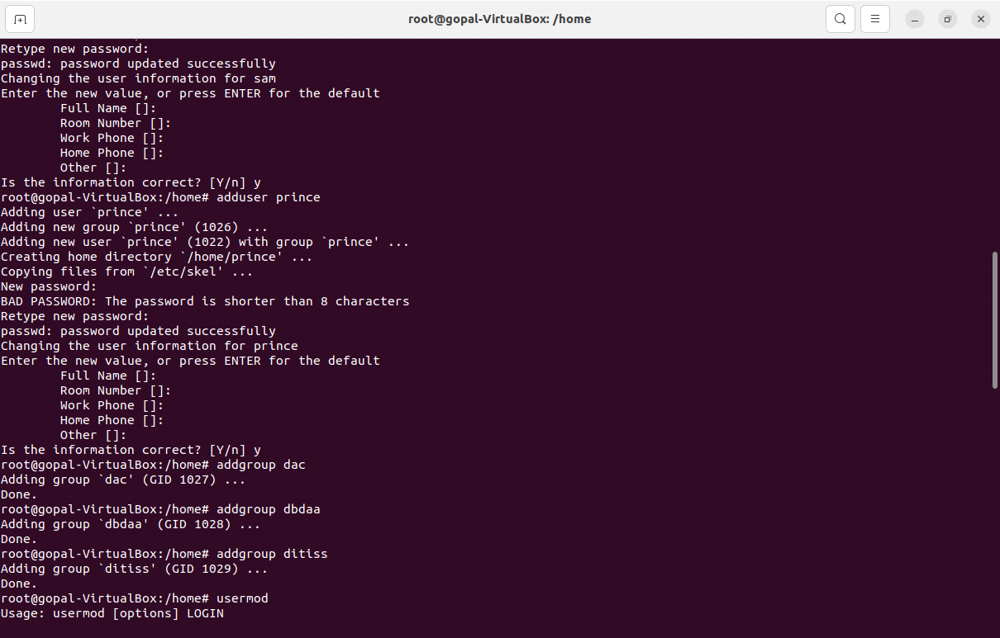 root@gopal-VirtualBox: /home
Retype new password:
passwd: password updated successfully
Changing the user information for sam
Enter the new value, or press ENTER for the default
        Full Name []:
        Room Number []:
        Work Phone []:
        Home Phone []:
        Other []:
Is the information correct? [Y/n] y
root@gopal-VirtualBox:/home# adduser prince
Adding user `prince' ...
Adding new group `prince' (1026) ...
Adding new user `prince' (1022) with group `prince' ...
Creating home directory `/home/prince' ...
Copying files from `/etc/skel' ...
New password:
BAD PASSWORD: The password is shorter than 8 characters
Retype new password:
passwd: password updated successfully
Changing the user information for prince
Enter the new value, or press ENTER for the default
        Full Name []:
        Room Number []:
        Work Phone []:
        Home Phone []:
        Other []:
Is the information correct? [Y/n] y
root@gopal-VirtualBox:/home# addgroup dac
Adding group `dac' (GID 1027) ...
Done.
root@gopal-VirtualBox:/home# addgroup dbdaa
Adding group `dbdaa' (GID 1028) ...
Done.
root@gopal-VirtualBox:/home# addgroup ditiss
Adding group `ditiss' (GID 1029) ...
Done.
root@gopal-VirtualBox:/home# usermod
Usage: usermod [options] LOGIN